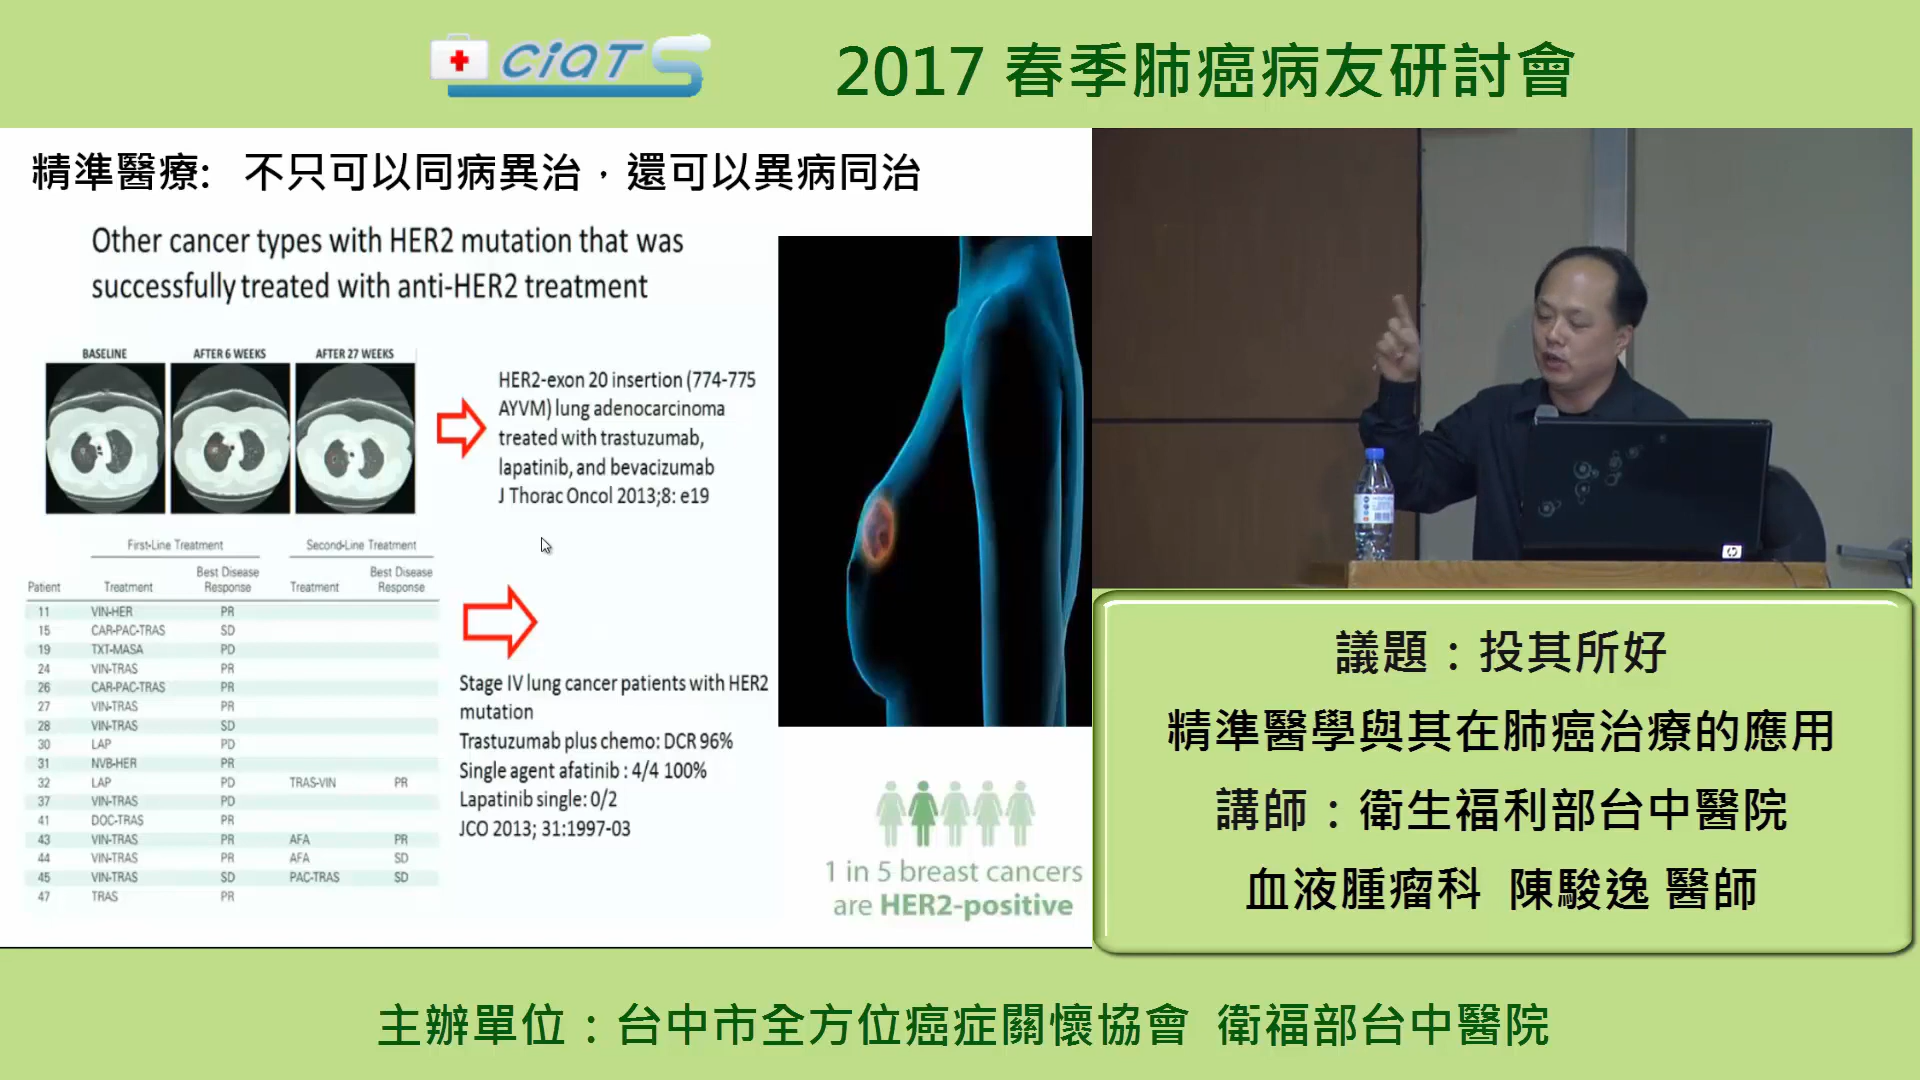 CiATS
2017 春季肺癌病友研討會
精準醫療: 不只可以同病異治，還可以異病同治
Other cancer types with HER2 mutation that was
successfully treated with anti-HER2 treatment
BASELINE AFTER 6 WEEKS AFTER 27 WEEKS
HER2-exon 20 insertion (774-775
AYVM) lung adenocarcinoma
treated with trastuzumab,
lapatinib, and bevacizumab
J Thorac Oncol 2013;8: e19
First-Line Treatment Second-Line Treatment
Patient Treatment Best Disease Response Treatment Best Disease Response
11 VIN-HER PR
15 CAR-PAC-TRAS SD
19 TXT-MASA PD
24 VIN-TRAS PR
26 CAR-PAC-TRAS PR
27 VIN-TRAS PR
28 VIN-TRAS SD
30 LAP PD
31 NVB-HER PR
32 LAP PD TRAS-VIN PR
37 VIN-TRAS PD
41 DOC-TRAS PR
43 VIN-TRAS PR AFA PR
44 VIN-TRAS PR AFA SD
45 VIN-TRAS SD PAC-TRAS SD
47 TRAS PR
Stage IV lung cancer patients with HER2
mutation
Trastuzumab plus chemo: DCR 96%
Single agent afatinib : 4/4 100%
Lapatinib single: 0/2
JCO 2013; 31:1997-03
1 in 5 breast cancers
are HER2-positive
hp
議題：投其所好
精準醫學與其在肺癌治療的應用
講師：衛生福利部台中醫院
血液腫瘤科 陳駿逸 醫師
主辦單位：台中市全方位癌症關懷協會 衛福部台中醫院